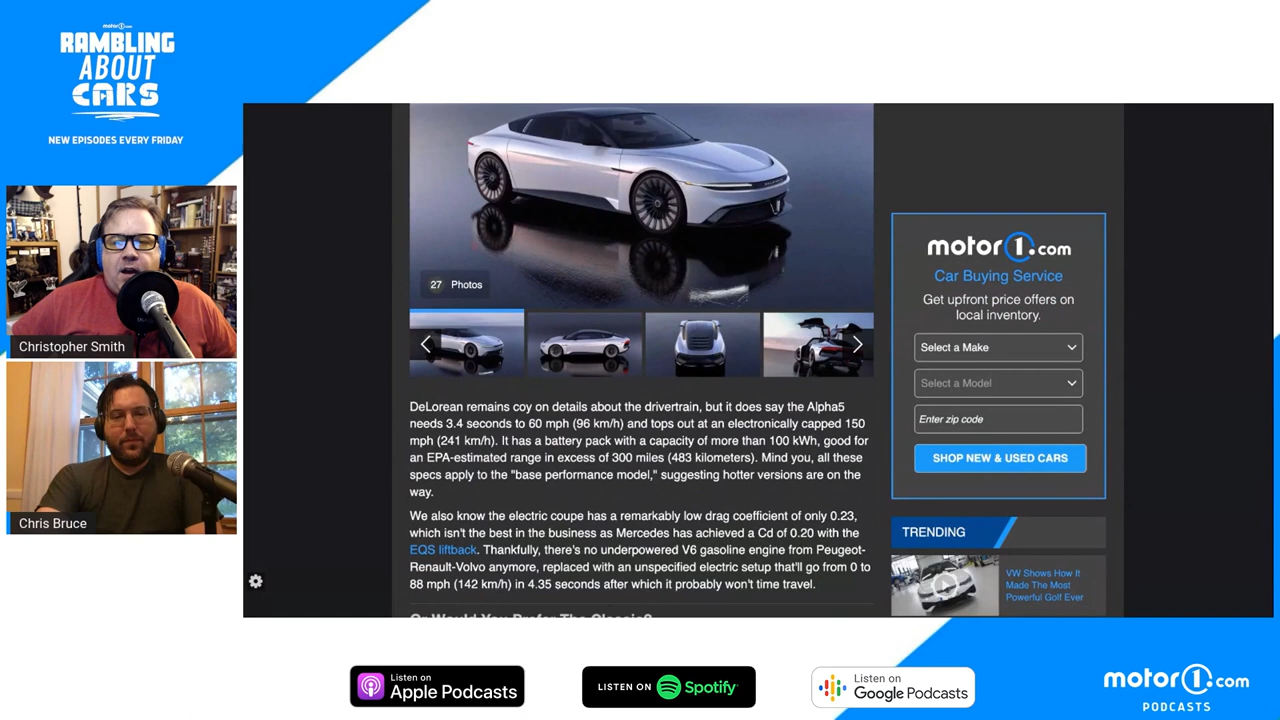 motor1.com
RAMBLING
ABOUT
CARS
NEW EPISODES EVERY FRIDAY
Christopher Smith
Chris Bruce
27 Photos
DeLorean remains coy on details about the drivertrain, but it does say the Alpha5
needs 3.4 seconds to 60 mph (96 km/h) and tops out at an electronically capped 150
mph (241 km/h). It has a battery pack with a capacity of more than 100 kWh, good for
an EPA-estimated range in excess of 300 miles (483 kilometers). Mind you, all these
specs apply to the "base performance model," suggesting hotter versions are on the
way.
We also know the electric coupe has a remarkably low drag coefficient of only 0.23,
which isn't the best in the business as Mercedes has achieved a Cd of 0.20 with the
EQS liftback. Thankfully, there's no underpowered V6 gasoline engine from Peugeot-
Renault-Volvo anymore, replaced with an unspecified electric setup that'll go from 0 to
88 mph (142 km/h) in 4.35 seconds after which it probably won't time travel.
Or Would You Prefer The Classic?
motor1.com
Car Buying Service
Get upfront price offers on
local inventory.
Select a Make
Select a Model
Enter zip code
SHOP NEW & USED CARS
TRENDING
VW Shows How It
Made The Most
Powerful Golf Ever
Listen on
Apple Podcasts
LISTEN ON Spotify
Listen on
Google Podcasts
motor1.com
PODCASTS